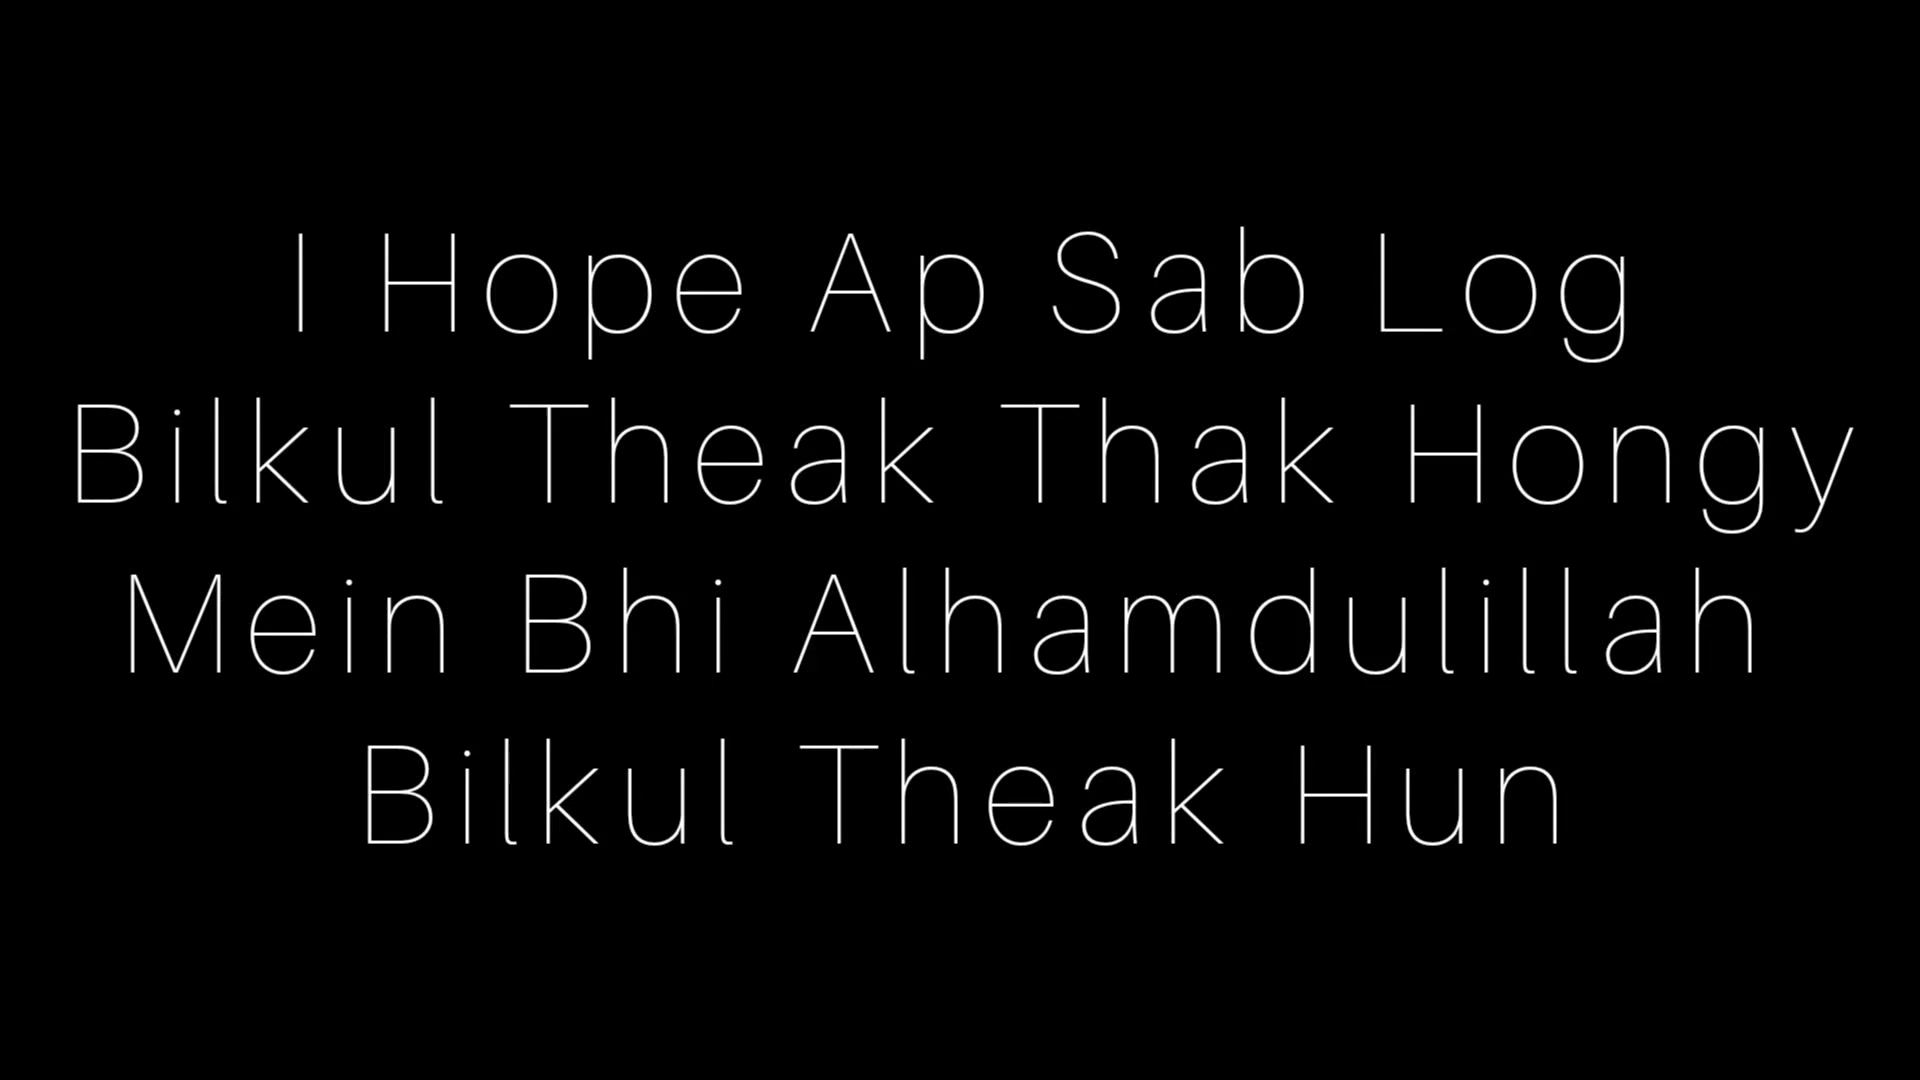 I Hope Ap Sab Log
Bilkul Theak Thak Hongy
Mein Bhi Alhamdulillah
Bilkul Theak Hun